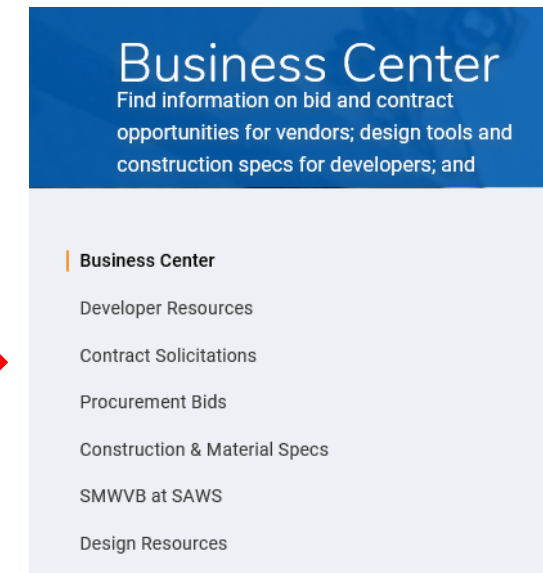 Business Center
Find information on bid and contract
opportunities for vendors; design tools and
construction specs for developers; and
Business Center
Developer Resources
Contract Solicitations
Procurement Bids
Construction & Material Specs
SMWVB at SAWS
Design Resources